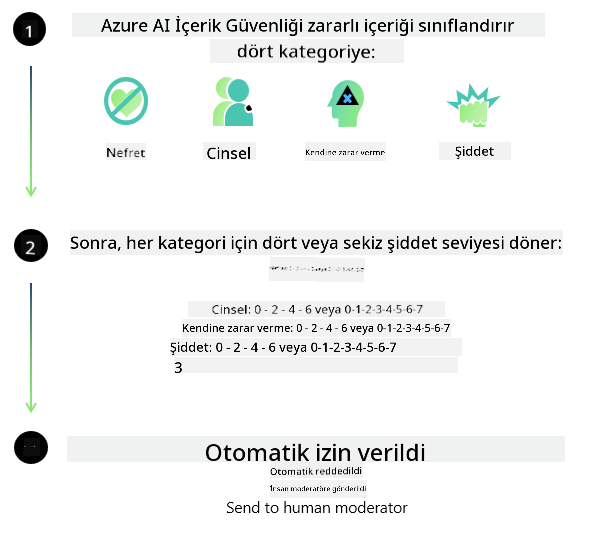 1
Azure AI İçerik Güvenliği zararlı içeriği sınıflandırır
dört kategoriye:
Nefret
Cinsel
Kendine zarar verme
Şiddet
2
Sonra, her kategori için dört veya sekiz şiddet seviyesi döner:
Cinsel: 0 - 2 - 4 - 6 veya 0-1-2-3-4-5-6-7
Kendine zarar verme: 0 - 2 - 4 - 6 veya 0-1-2-3-4-5-6-7
Şiddet: 0 - 2 - 4 - 6 veya 0-1-2-3-4-5-6-7
3
Otomatik izin verildi
Otomatik reddedildi
İnsan moderatöre gönderildi
Send to human moderator